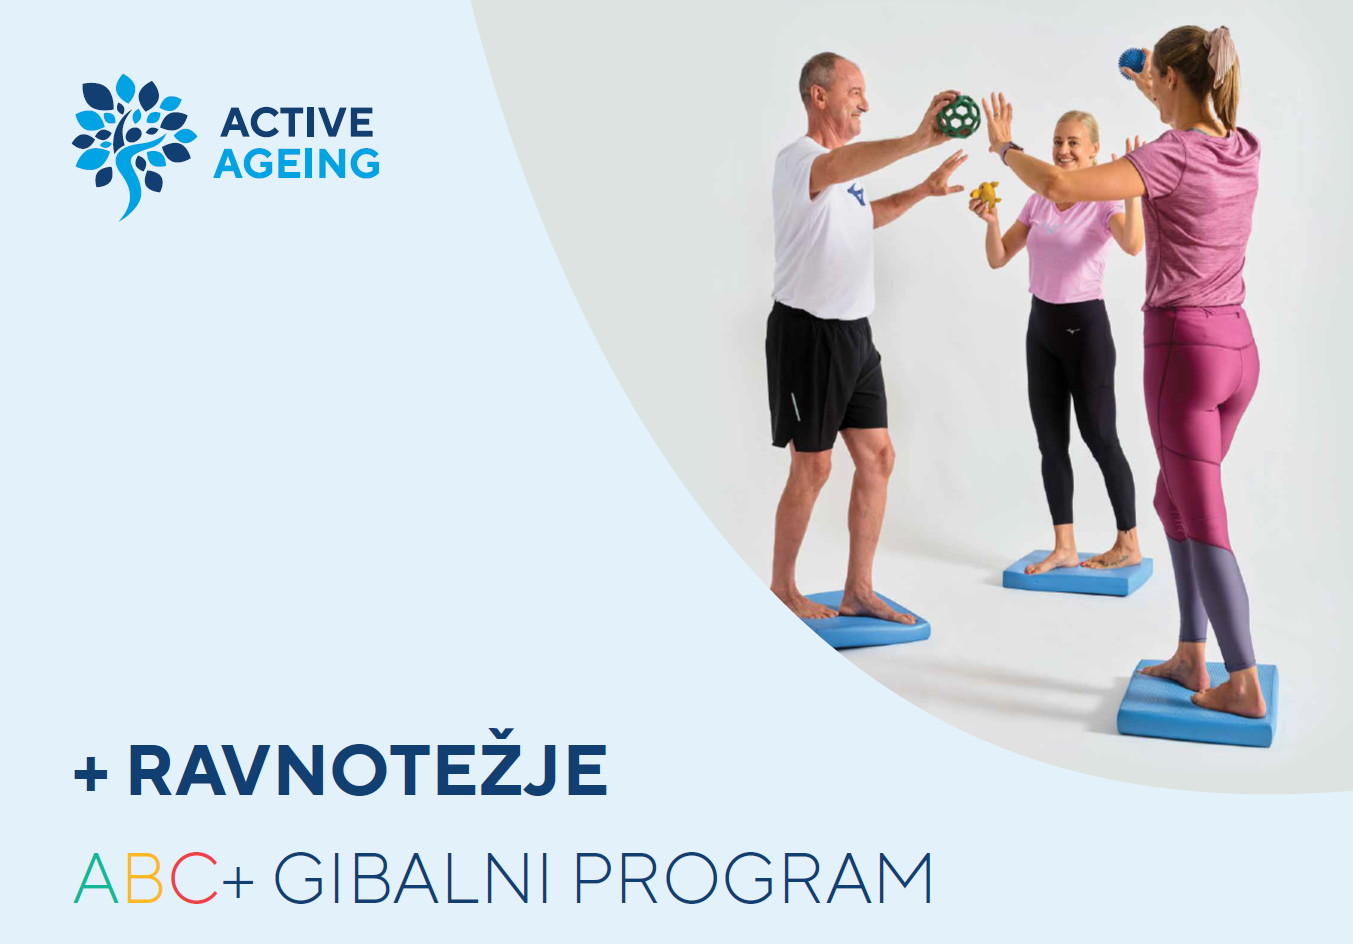 ACTIVE
AGEING
+ RAVNOTEŽJE
ABC+ GIBALNI PROGRAM